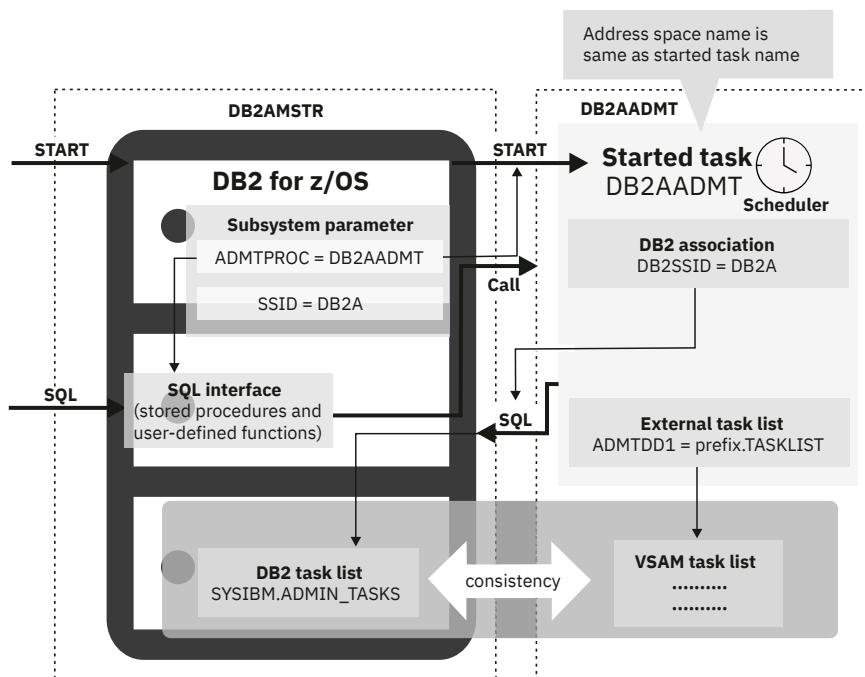 Address space name is
same as started task name
DB2AMSTR
DB2AADMT
START
START
DB2 for z/OS
Started task
DB2AADMT
Scheduler
Subsystem parameter
ADMTPROC = DB2AADMT
SSID = DB2A
Call
DB2 association
DB2SSID = DB2A
SQL
SQL interface
(stored procedures and
user-defined functions)
SQL
External task list
ADMTDD1 = prefix.TASKLIST
DB2 task list
SYSIBM.ADMIN_TASKS
consistency
VSAM task list
..........
..........